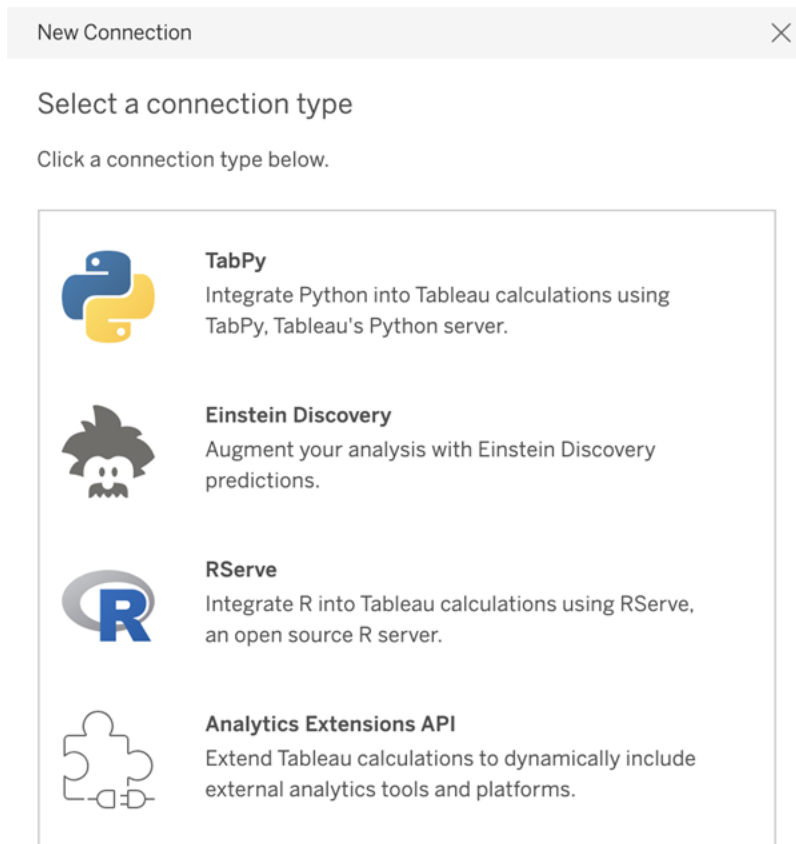 New Connection
Select a connection type
Click a connection type below.
TabPy
Integrate Python into Tableau calculations using
TabPy, Tableau's Python server.
Einstein Discovery
Augment your analysis with Einstein Discovery
predictions.
R
RServe
Integrate R into Tableau calculations using RServe,
an open source R server.
Analytics Extensions API
Extend Tableau calculations to dynamically include
external analytics tools and platforms.